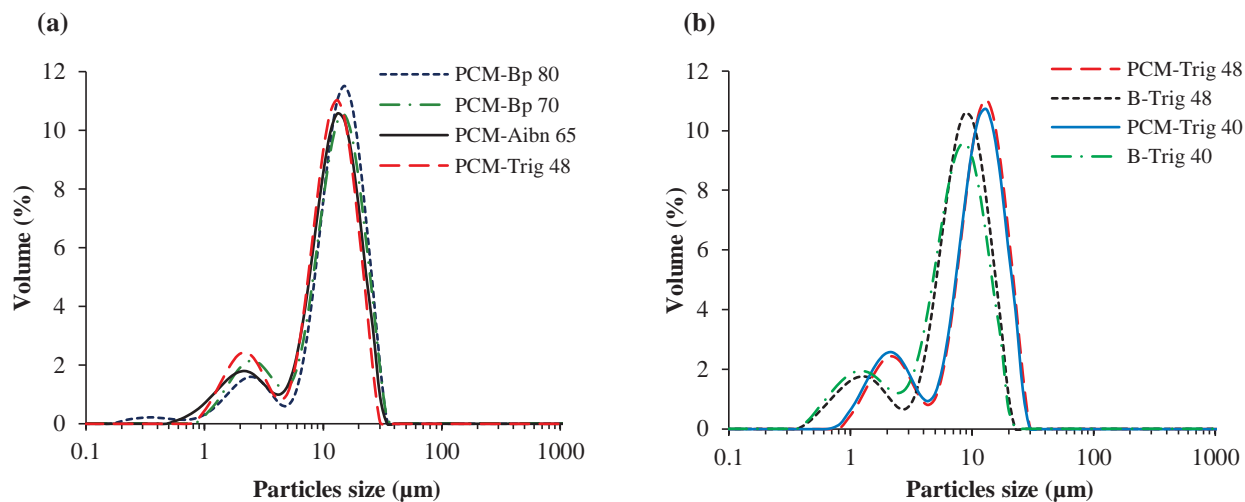 (a)
12
10
8
6
4
2
0
Volume (%)
0.1 1 10 100 1000
Particles size (µm)
PCM-Bp 80
PCM-Bp 70
PCM-Aibn 65
PCM-Trig 48
(b)
12
10
8
6
4
2
0
Volume (%)
0.1 1 10 100 1000
Particles size (µm)
PCM-Trig 48
B-Trig 48
PCM-Trig 40
B-Trig 40